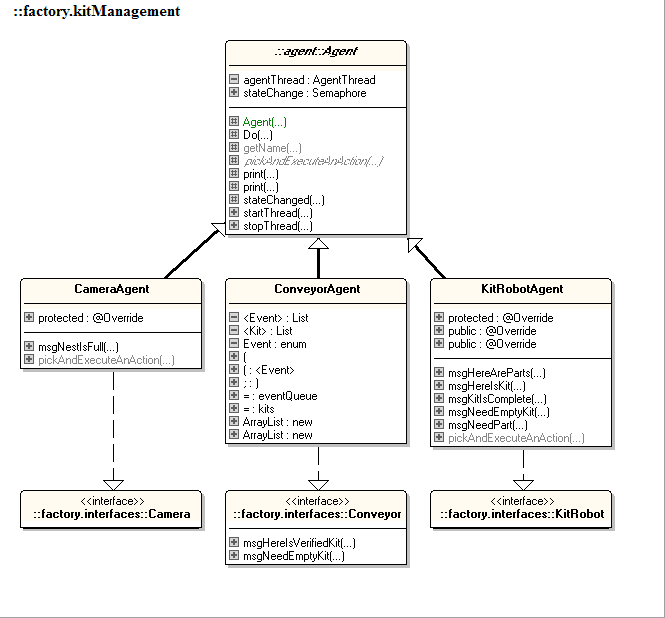 ::factory.kitManagement
.:agent::Agent
agentThread : AgentThread
stateChange : Semaphore
Agent(...)
Do(...)
getName(...)
pickAndExecuteAnAction(...)
print(...)
print(...)
stateChanged(...)
startThread(...)
stopThread(...)
CameraAgent
protected : @Override
msgNestIsFull(...)
pickAndExecuteAnAction(...)
ConveyorAgent
<Event> : List
<Kit> : List
Event : enum
(
( : <Event>
; : )
= : eventQueue
= : kits
ArrayList : new
ArrayList : new
KitRobotAgent
protected : @Override
public : @Override
public : @Override
msgHereAreParts(...)
msgHereIsKit(...)
msgKitIsComplete(...)
msgNeedEmptyKit(...)
msgNeedPart(...)
pickAndExecuteAnAction(...)
<<interface>>
::factory.interfaces::Camera
<<interface>>
::factory.interfaces::Conveyor
msgHereIsVerifiedKit(...)
msgNeedEmptyKit(...)
<<interface>>
::factory.interfaces::KitRobot